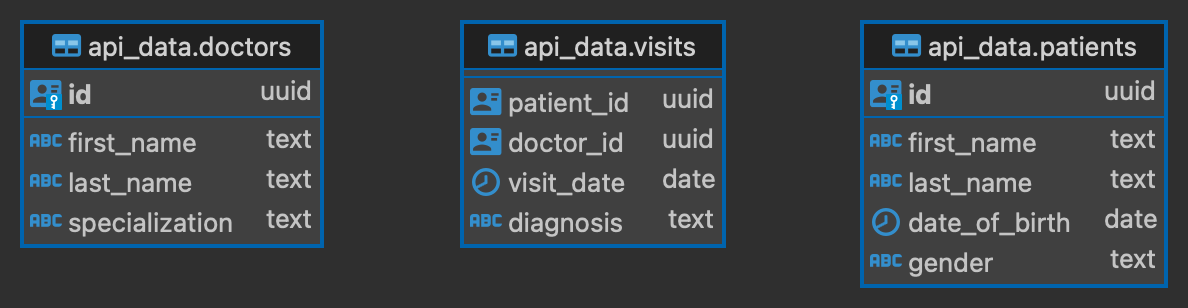 api_data.doctors
id uuid
ABC first_name text
ABC last_name text
ABC specialization text
api_data.visits
patient_id uuid
doctor_id uuid
visit_date date
ABC diagnosis text
api_data.patients
id uuid
ABC first_name text
ABC last_name text
date_of_birth date
ABC gender text